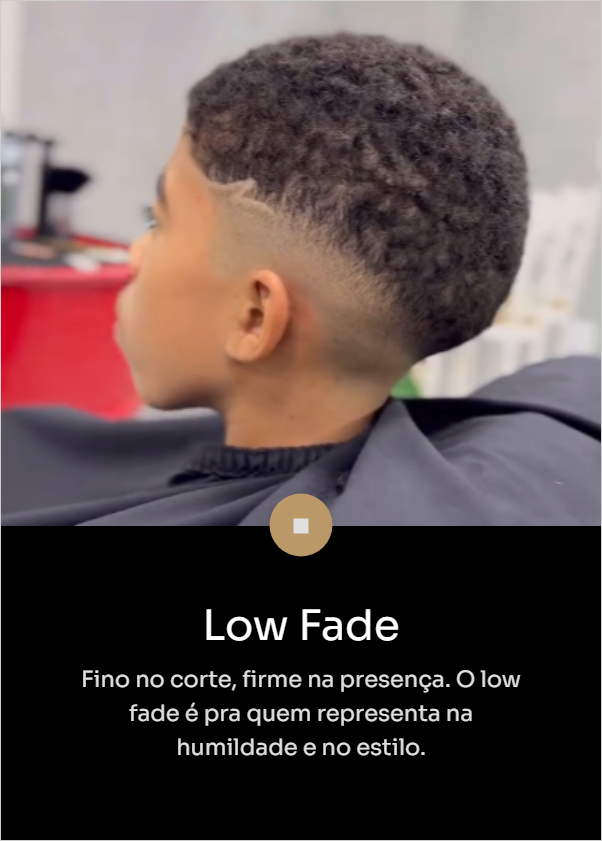 Low Fade
Fino no corte, firme na presença. O low
fade é pra quem representa na
humildade e no estilo.